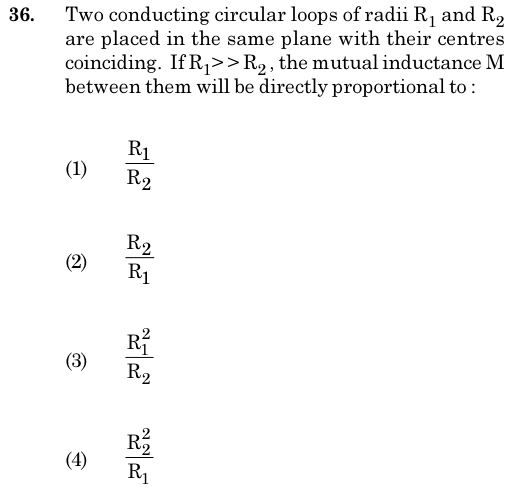 36. Two conducting circular loops of radii R₁ and R₂
are placed in the same plane with their centres
coinciding. If R₁>>R₂, the mutual inductance M
between them will be directly proportional to :
(1) R₁/R₂
(2) R₂/R₁
(3) R₁²/R₂
(4) R₂²/R₁